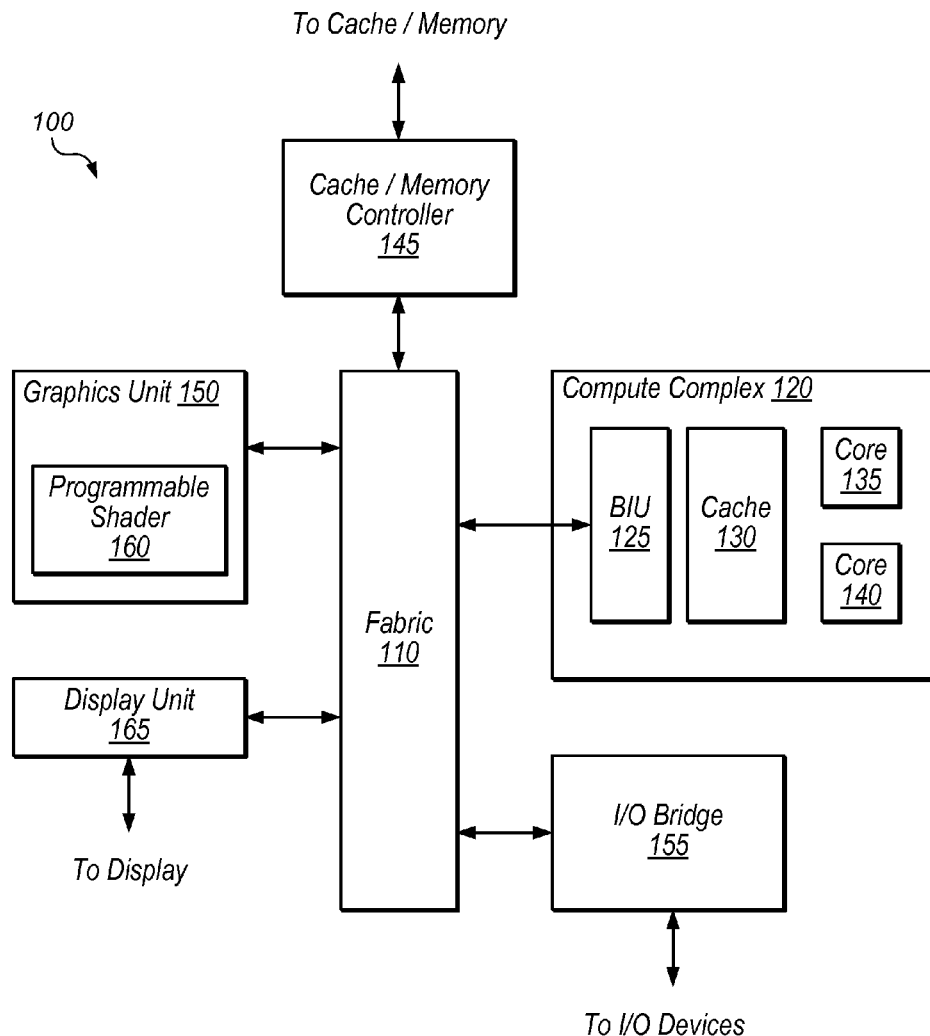 To Cache / Memory
100
Cache / Memory
Controller
145
Graphics Unit 150
Programmable
Shader
160
Fabric
110
Compute Complex 120
BIU
125
Cache
130
Core
135
Core
140
Display Unit
165
To Display
I/O Bridge
155
To I/O Devices